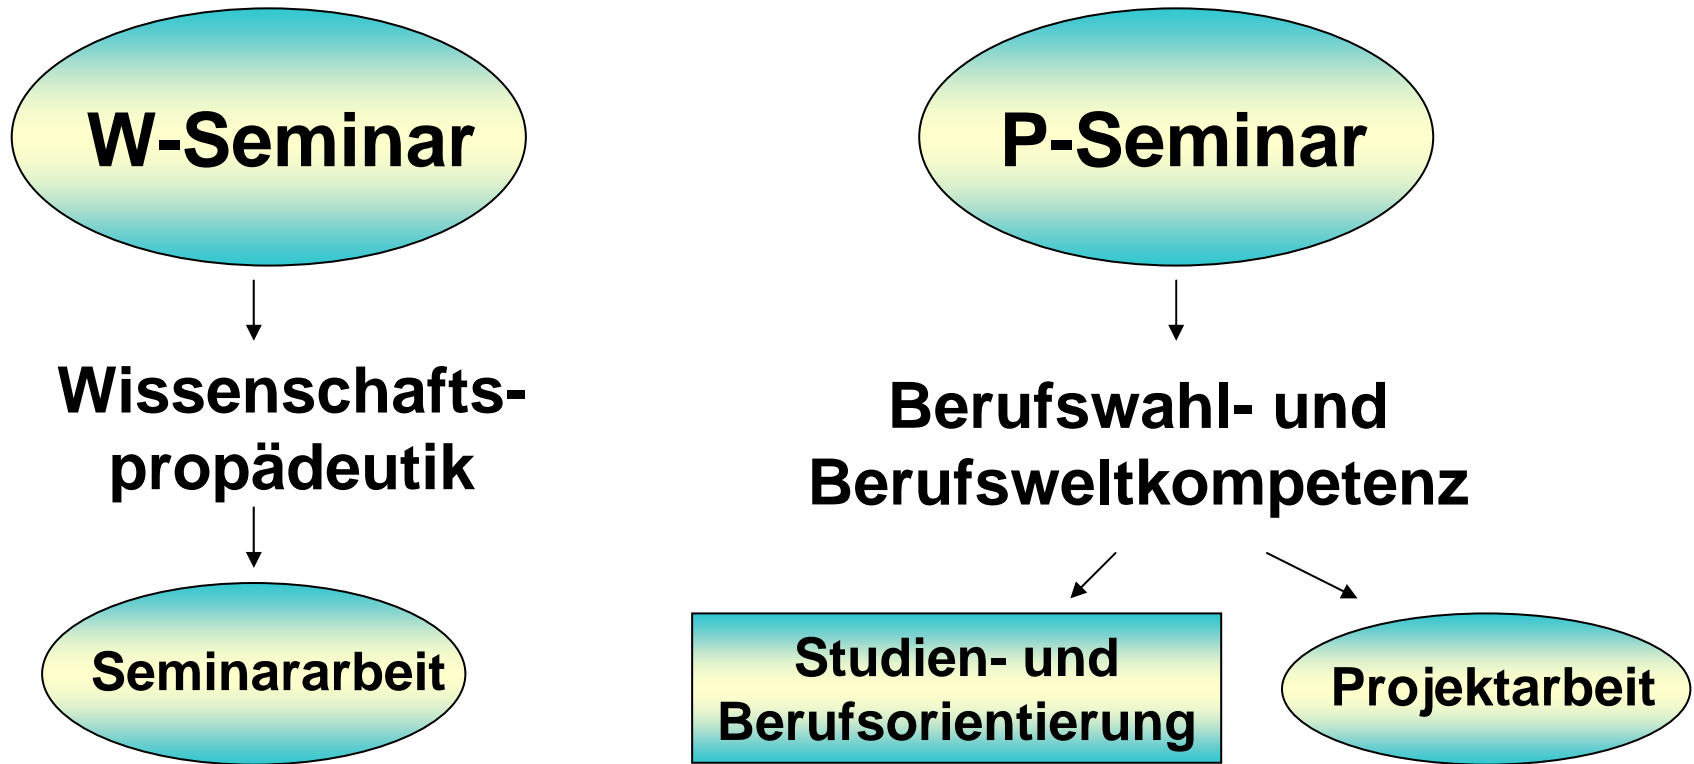 W-Seminar
P-Seminar
Wissenschafts-
propädeutik
Berufswahl- und
Berufsweltkompetenz
Seminararbeit
Studien- und
Berufsorientierung
Projektarbeit